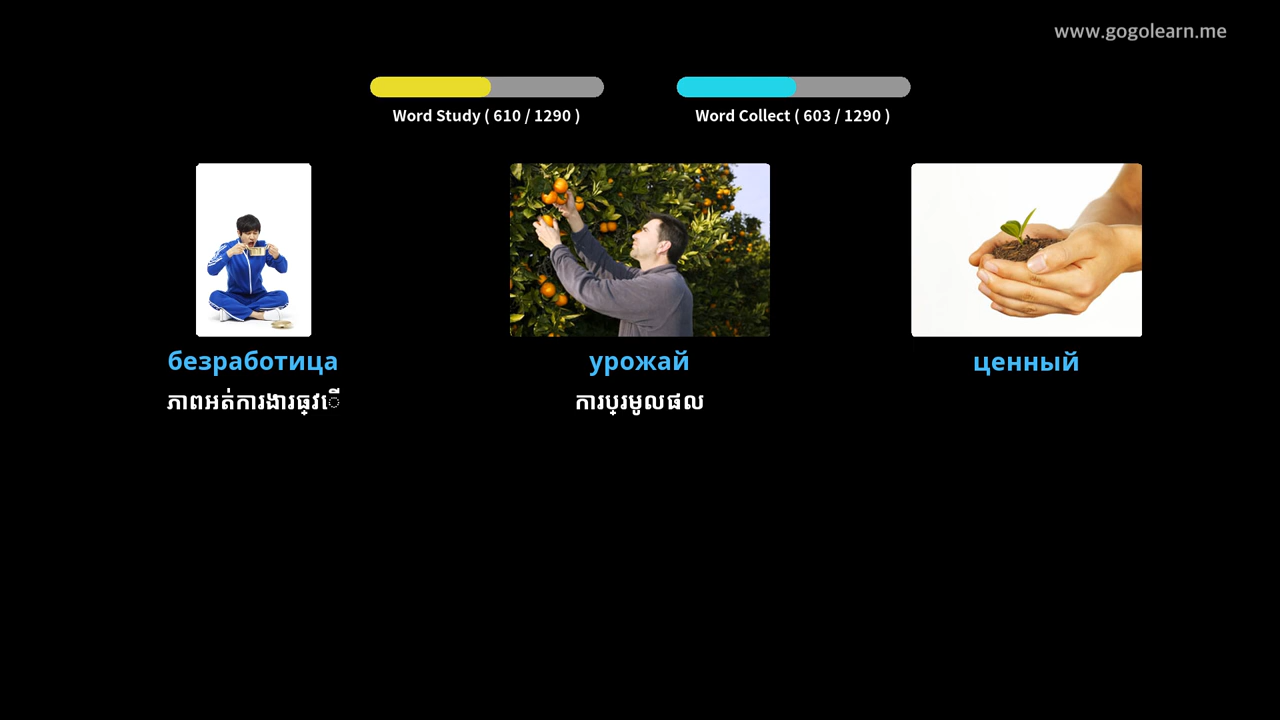 www.gogolearn.me
Word Study ( 610 / 1290 )
Word Collect ( 603 / 1290 )
безработица
урожай
ценный
ភាពអត់ការងារធ្វើ
ការប្រមូលផល